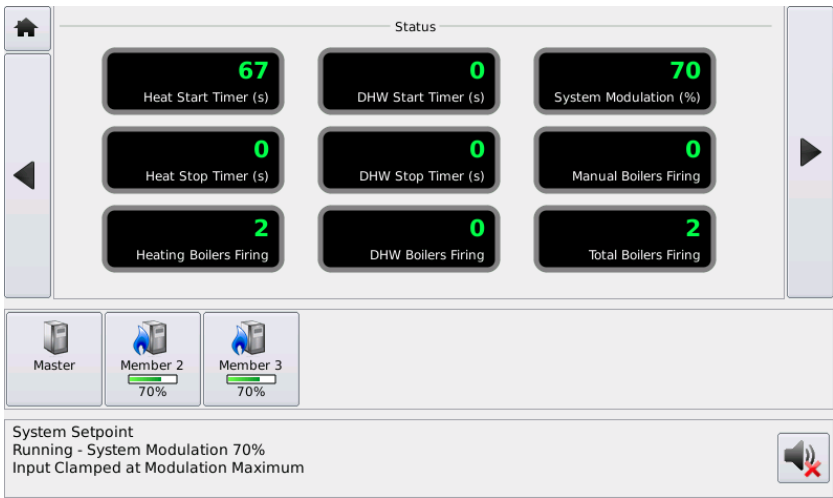 Status
67
Heat Start Timer (s)
0
DHW Start Timer (s)
70
System Modulation (%)
0
Heat Stop Timer (s)
0
DHW Stop Timer (s)
0
Manual Boilers Firing
2
Heating Boilers Firing
0
DHW Boilers Firing
2
Total Boilers Firing
Master
Member 2
70%
Member 3
70%
System Setpoint
Running - System Modulation 70%
Input Clamped at Modulation Maximum